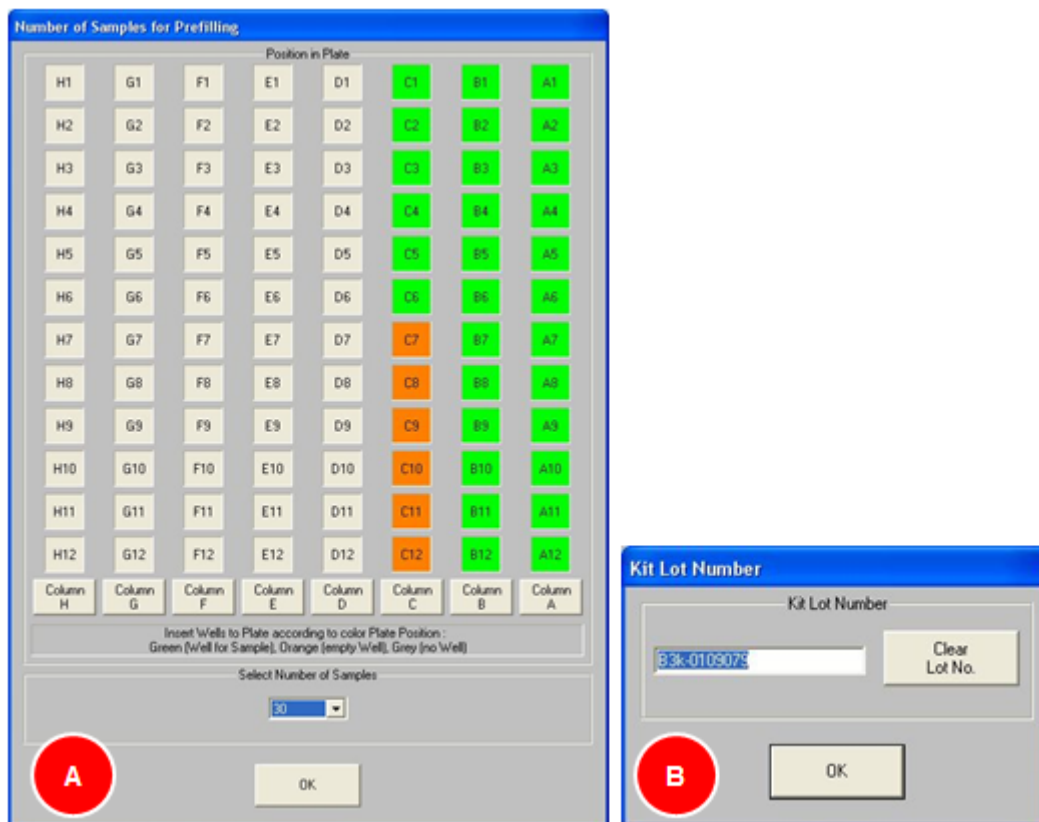 Number of Samples for Prefilling
Position in Plate
H1 G1 F1 E1 D1 C1 B1 A1
H2 G2 F2 E2 D2 C2 B2 A2
H3 G3 F3 E3 D3 C3 B3 A3
H4 G4 F4 E4 D4 C4 B4 A4
H5 G5 F5 E5 D5 C5 B5 A5
H6 G6 F6 E6 D6 C6 B6 A6
H7 G7 F7 E7 D7 C7 B7 A7
H8 G8 F8 E8 D8 C8 B8 A8
H9 G9 F9 E9 D9 C9 B9 A9
H10 G10 F10 E10 D10 C10 B10 A10
H11 G11 F11 E11 D11 C11 B11 A11
H12 G12 F12 E12 D12 C12 B12 A12
Column Column Column Column Column Column Column Column
H G F E D C B A
Insert Wells to Plate according to color Plate Position :
Green (Well for Sample), Orange (empty Well), Grey (no Well)
Select Number of Samples
30
A
OK
Kit Lot Number
Kit Lot Number
B3k-0109079
Clear
Lot No.
B
OK